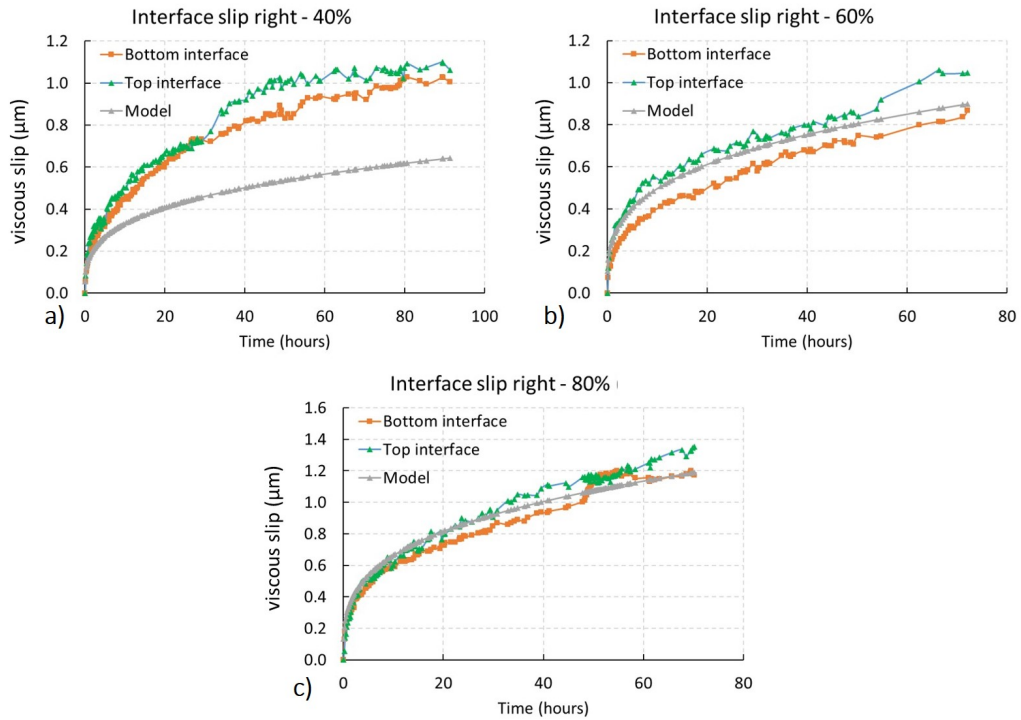 Interface slip right - 40%
1.2
1.0
0.8
0.6
0.4
0.2
0.0
viscous slip (µm)
Bottom interface
Top interface
Model
0 20 40 60 80 100
Time (hours)
a)
Interface slip right - 60%
1.2
1.0
0.8
0.6
0.4
0.2
0.0
viscous slip (µm)
Bottom interface
Top interface
Model
0 20 40 60 80
Time (hours)
b)
Interface slip right - 80%
1.6
1.4
1.2
1.0
0.8
0.6
0.4
0.2
0.0
viscous slip (µm)
Bottom interface
Top interface
Model
0 20 40 60 80
Time (hours)
c)